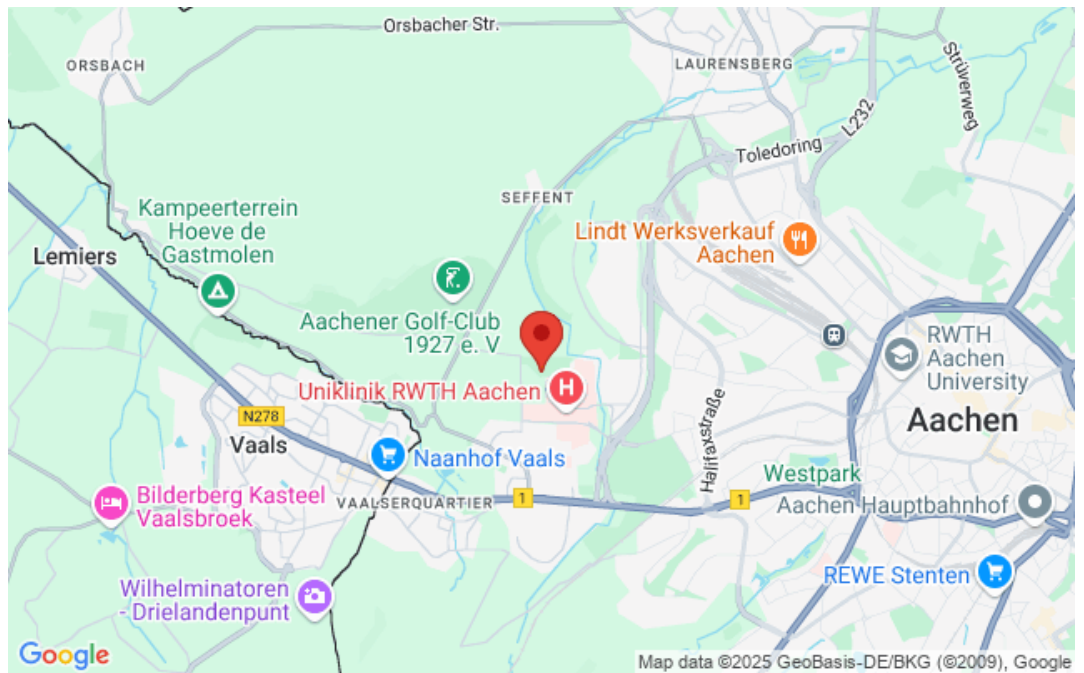 Orsbacher Str.
ORSBACH
LAURENSBERG
Strüverweg
L232
Toledoring
SEFFENT
Kampeerterrein
Hoeve de
Gastmolen
Lemiers
Lindt Werksverkauf
Aachen
Aachener Golf-Club
1927 e. V
RWTH
Aachen
University
Uniklinik RWTH Aachen
H
Halifaxstraße
Aachen
N278
Vaals
Naanhof Vaals
Westpark
Bilderberg Kasteel
Vaalsbroek
VAALSERQUARTIER
1
1
Aachen Hauptbahnhof
REWE Stenten
Wilhelminatoren
- Drielandenpunt
Google
Map data ©2025 GeoBasis-DE/BKG (©2009), Google